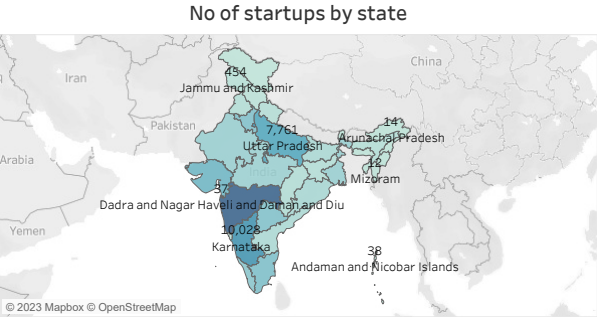 No of startups by state
China
454
Iran
Jammu and Kashmir
14
Pakistan
7,761
Arunachal Pradesh
Uttar Pradesh
Arabia
12
India
Mizoram
37
Dadra and Nagar Haveli and Daman and Diu
Yemen
10,028
Karnataka
38
Andaman and Nicobar Islands
© 2023 Mapbox © OpenStreetMap